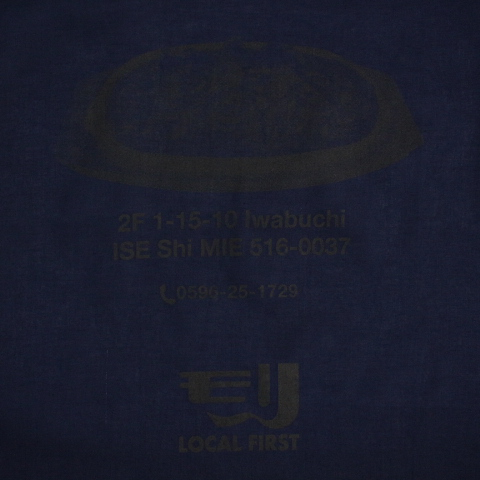 2F 1-15-10 Iwabuchi
ISE Shi MIE 516-0037
0596-25-1729
LOCAL FIRST